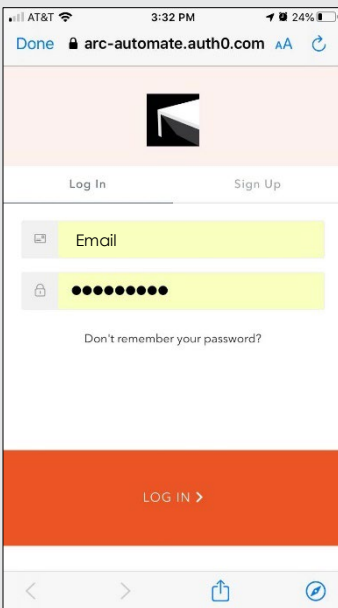 AT&T 3:32 PM 24%
Done arc-automate.auth0.com AA
Log In Sign Up
Email
●●●●●●●●●
Don't remember your password?
LOG IN >